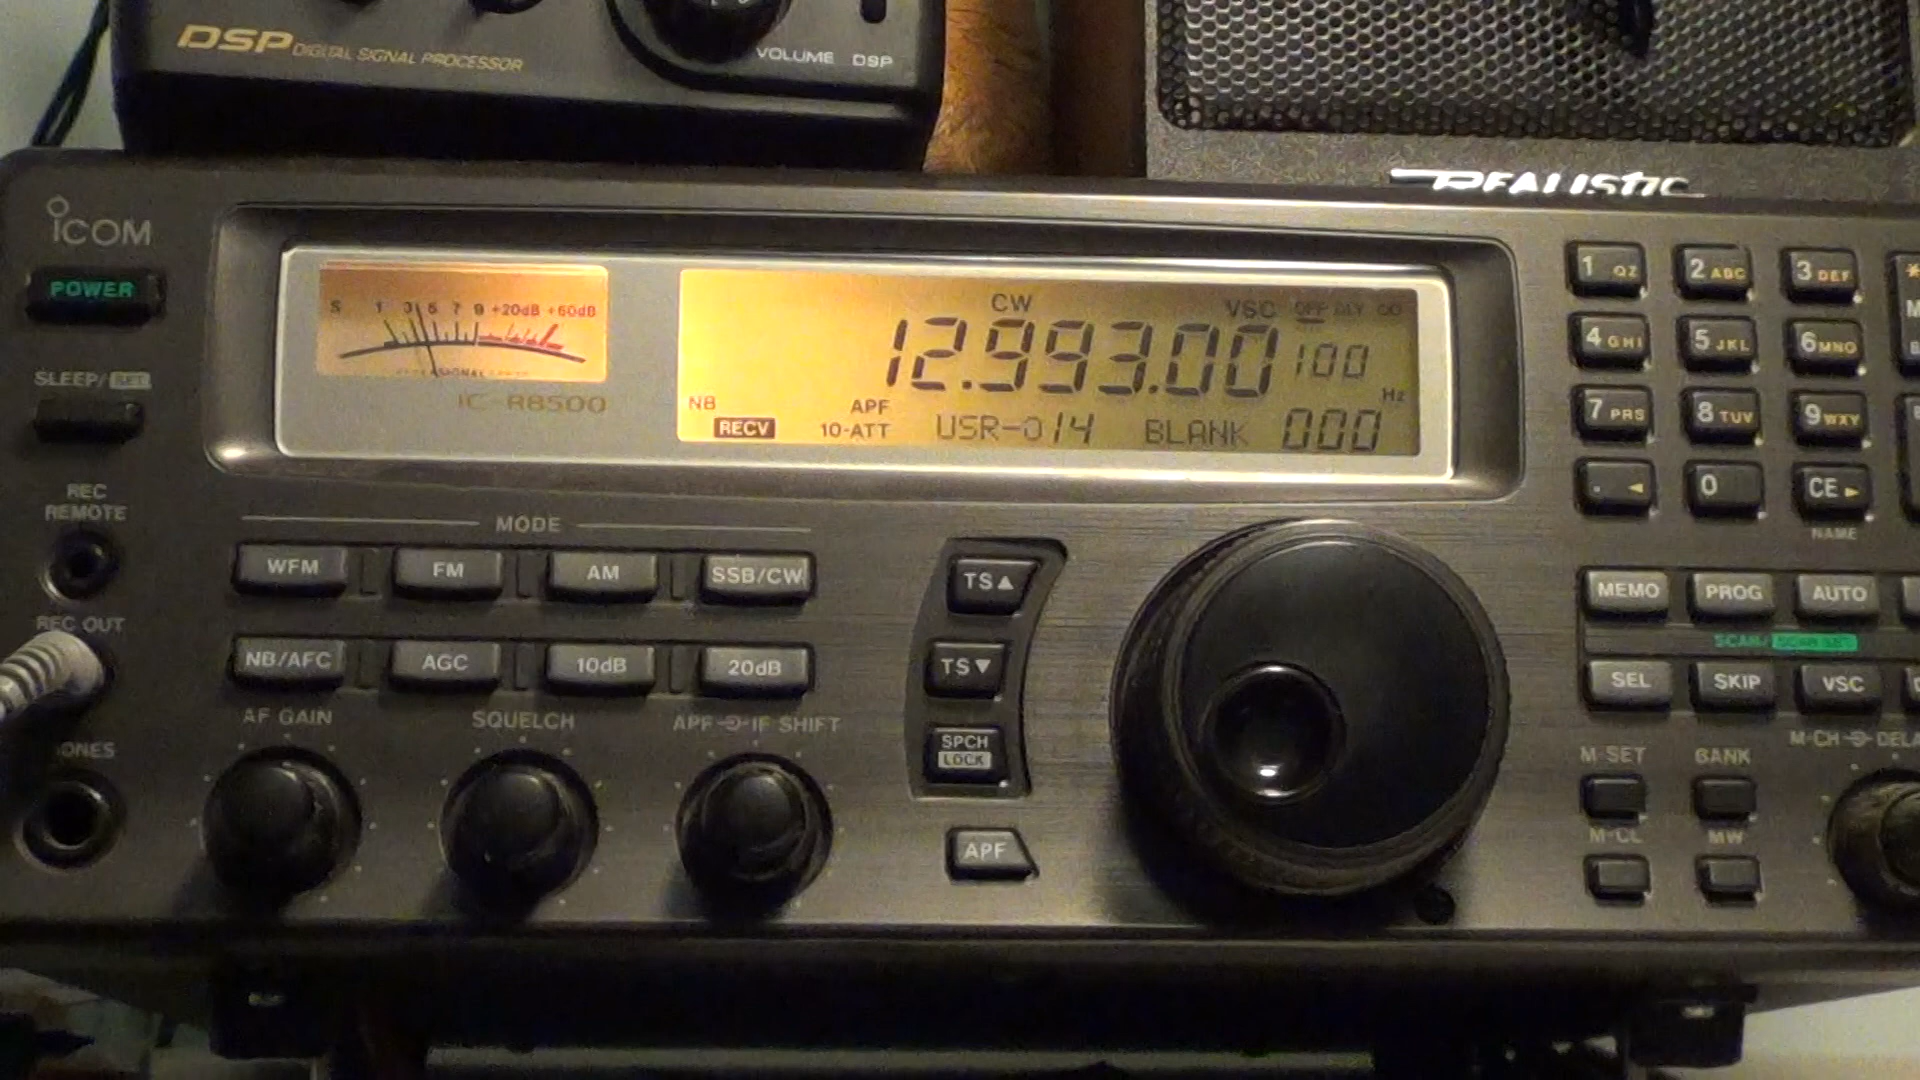 DSP DIGITAL SIGNAL PROCESSOR
VOLUME DSP
REALISTIC
ICOM
POWER
SLEEP/SET
REC REMOTE
REC OUT
S 1 3 5 7 9 +20dB +60dB
SIGNAL
IC-R8500
CW VSC OFF DLY
12.993.00 100
Hz
NB APF
RECV 10-ATT USR-014 BLANK 000
MODE
WFM FM AM SSB/CW
NB/AFC AGC 10dB 20dB
AF GAIN SQUELCH APF IF SHIFT
TS▲
TS▼
SPCH
LOCK
APF
1 QZ 2 ABC 3 DEF
4 GHI 5 JKL 6 MNO
7 PRS 8 TUV 9 WXY
. ◄ 0 CE ►
NAME
MEMO PROG AUTO
SEL SKIP VSC
M-SET BANK M-CH
M-CL MW